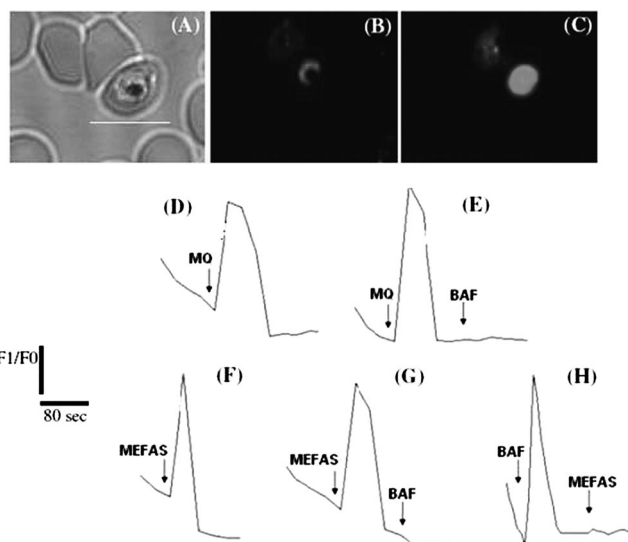 (A)
(B)
(C)
(D)
MQ
(E)
MQ
BAF
F1/F0
80 sec
(F)
MEFAS
(G)
MEFAS
BAF
(H)
BAF
MEFAS